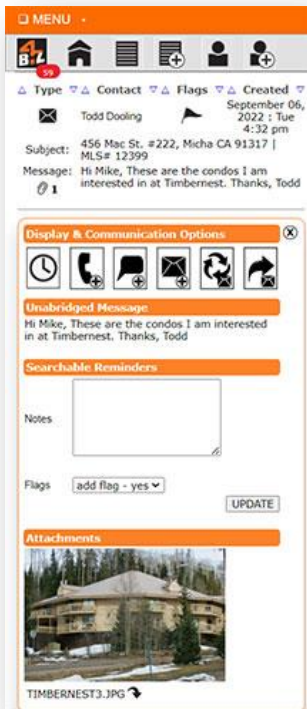 MENU
B4Z
59
Type Contact Flags Created
Todd Dooling
September 06, 2022 : Tue 4:32 pm
Subject: 456 Mac St. #222, Micha CA 91317 |
MLS# 12399
Message: Hi Mike, These are the condos I am
1 interested in at Timbernest. Thanks, Todd
Display & Communication Options
Unabridged Message
Hi Mike, These are the condos I am interested
in at Timbernest. Thanks, Todd
Searchable Reminders
Notes
Flags add flag - yes
UPDATE
Attachments
TIMBERNEST3.JPG